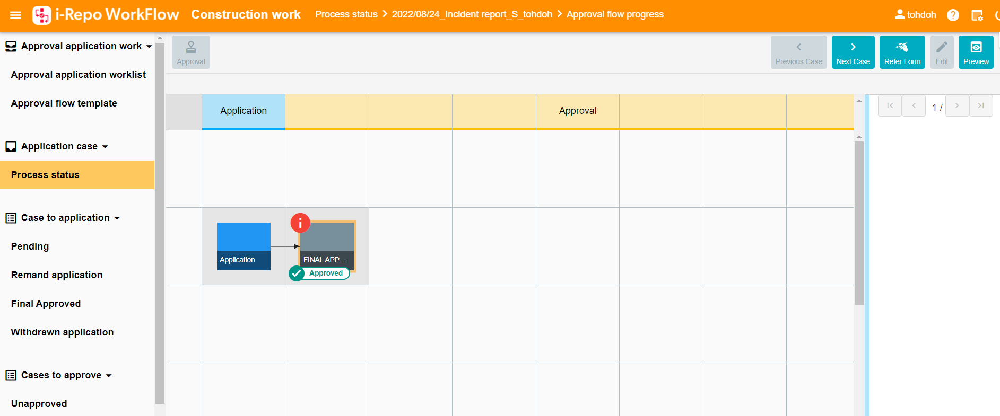 i-Repo WorkFlow Construction work Process status 2022/08/24_Incident report_S_tohdoh Approval flow progress tohdoh
Approval application work
Approval application worklist
Approval flow template
Application case
Process status
Case to application
Pending
Remand application
Final Approved
Withdrawn application
Cases to approve
Unapproved
Approval
Previous Case
Next Case
Refer Form
Edit
Preview
Application
Approval
1 /
Application
FINAL APP...
Approved